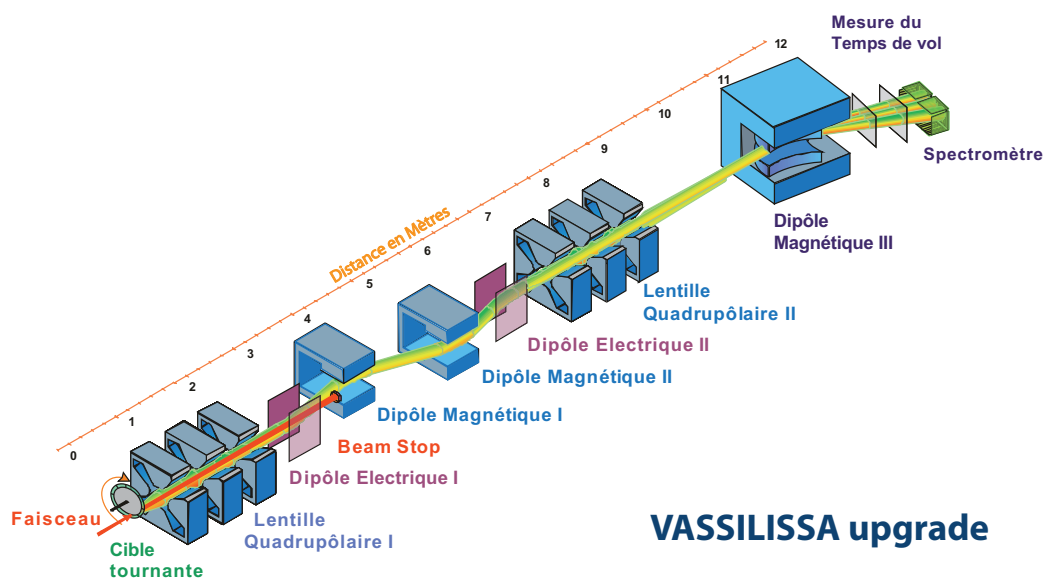 Mesure du
Temps de vol
12
11
10
9
8
7
6
5
4
3
2
1
0
Distance en Mètres
Spectromètre
Dipôle
Magnétique III
Lentille
Quadrupôlaire II
Dipôle Electrique II
Dipôle Magnétique II
Dipôle Magnétique I
Beam Stop
Dipôle Electrique I
Faisceau
Lentille
Quadrupôlaire I
Cible
tournante
VASSILISSA upgrade